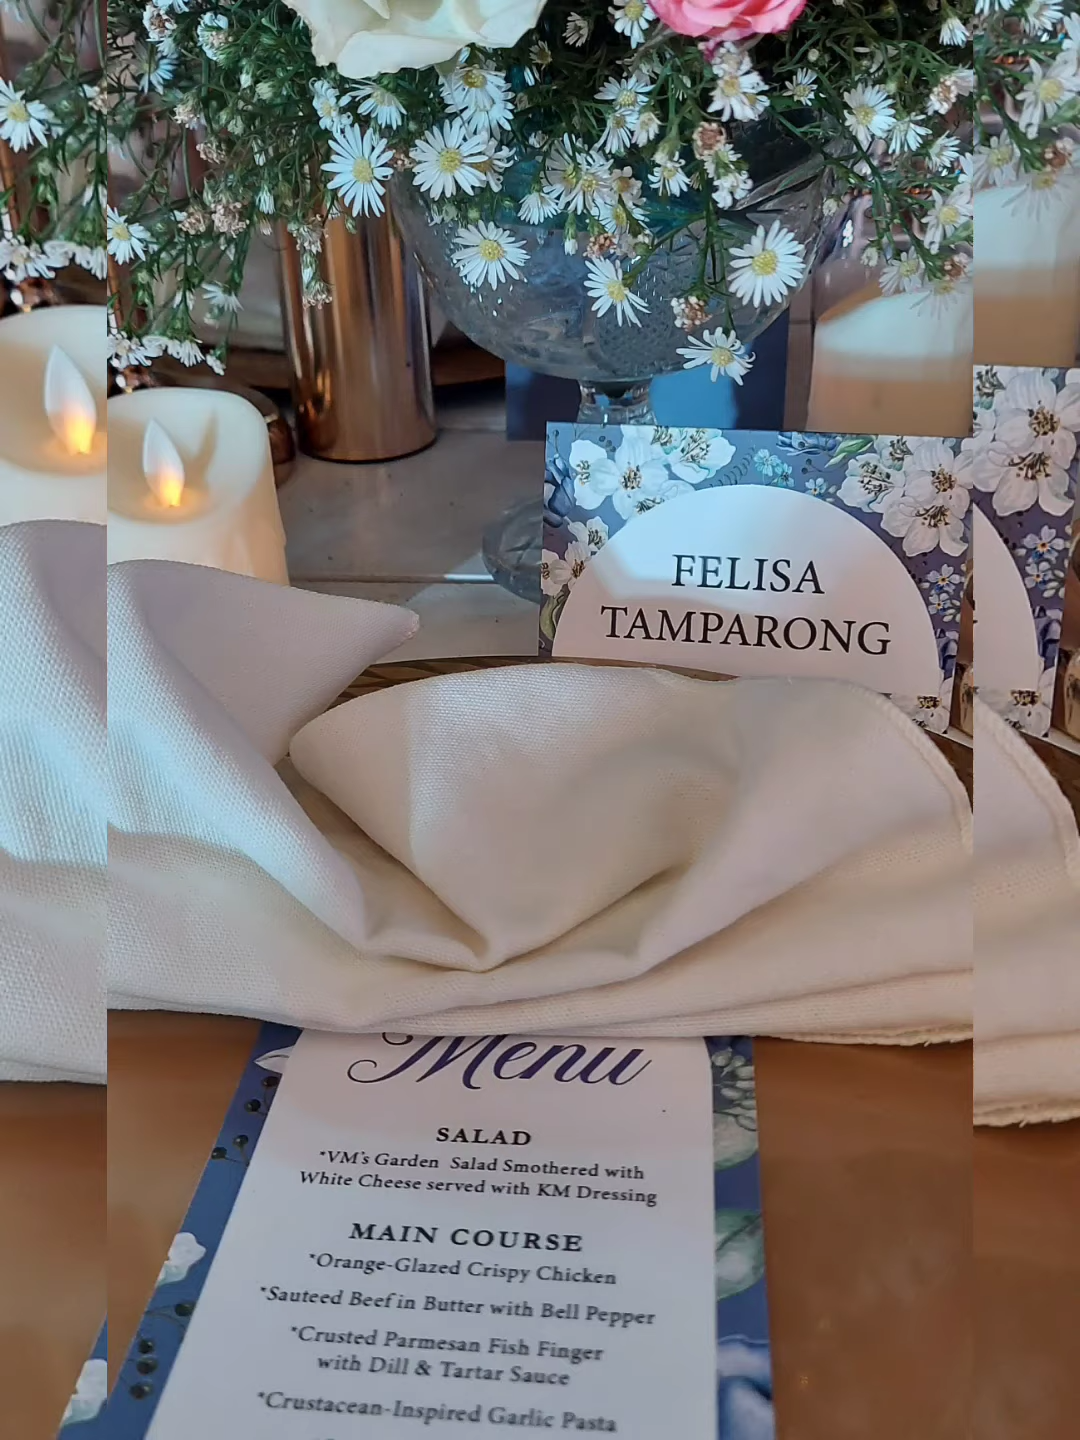 FELISA
TAMPARONG
Menu
SALAD
*VM's Garden Salad Smothered with
White Cheese served with KM Dressing
MAIN COURSE
*Orange-Glazed Crispy Chicken
*Sauteed Beef in Butter with Bell Pepper
*Crusted Parmesan Fish Finger
with Dill & Tartar Sauce
*Crustacean-Inspired Garlic Pasta